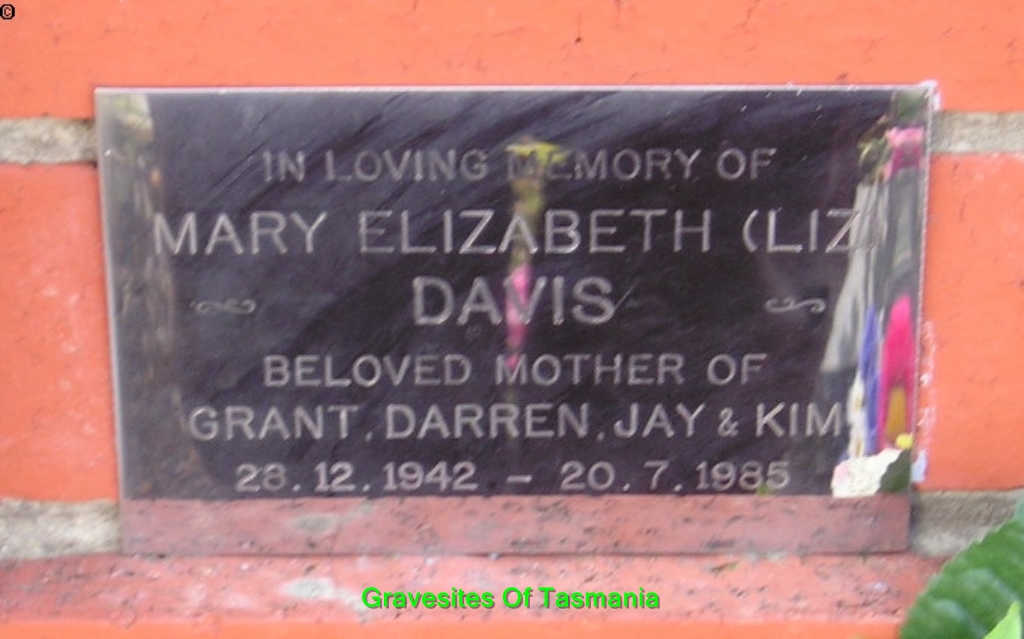 ©
IN LOVING MEMORY OF
MARY ELIZABETH (LIZ)
DAVIS
BELOVED MOTHER OF
GRANT, DARREN, JAY & KIM
28.12.1942 – 20.7.1985
Gravesites Of Tasmania